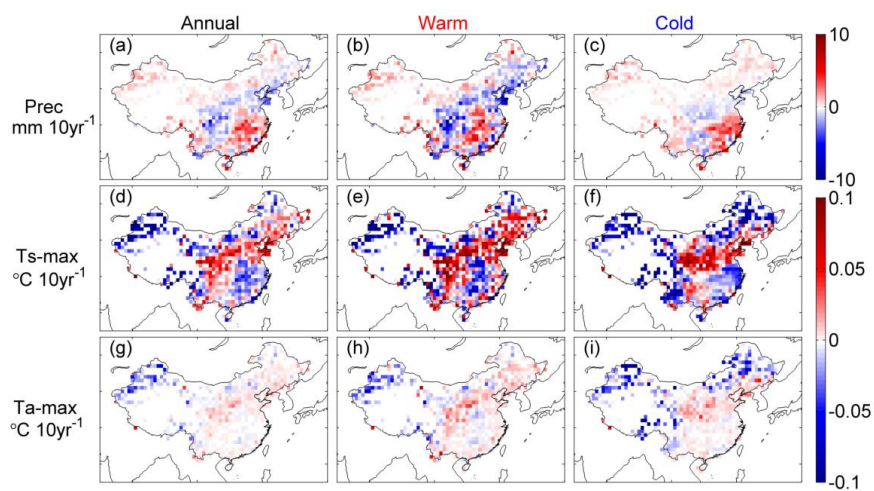 Annual Warm Cold
(a) (b) (c)
10
Prec
mm 10yr-1
0
-10
(d) (e) (f)
0.1
Ts-max
°C 10yr-1
0.05
(g) (h) (i)
0
Ta-max
°C 10yr-1
-0.05
-0.1